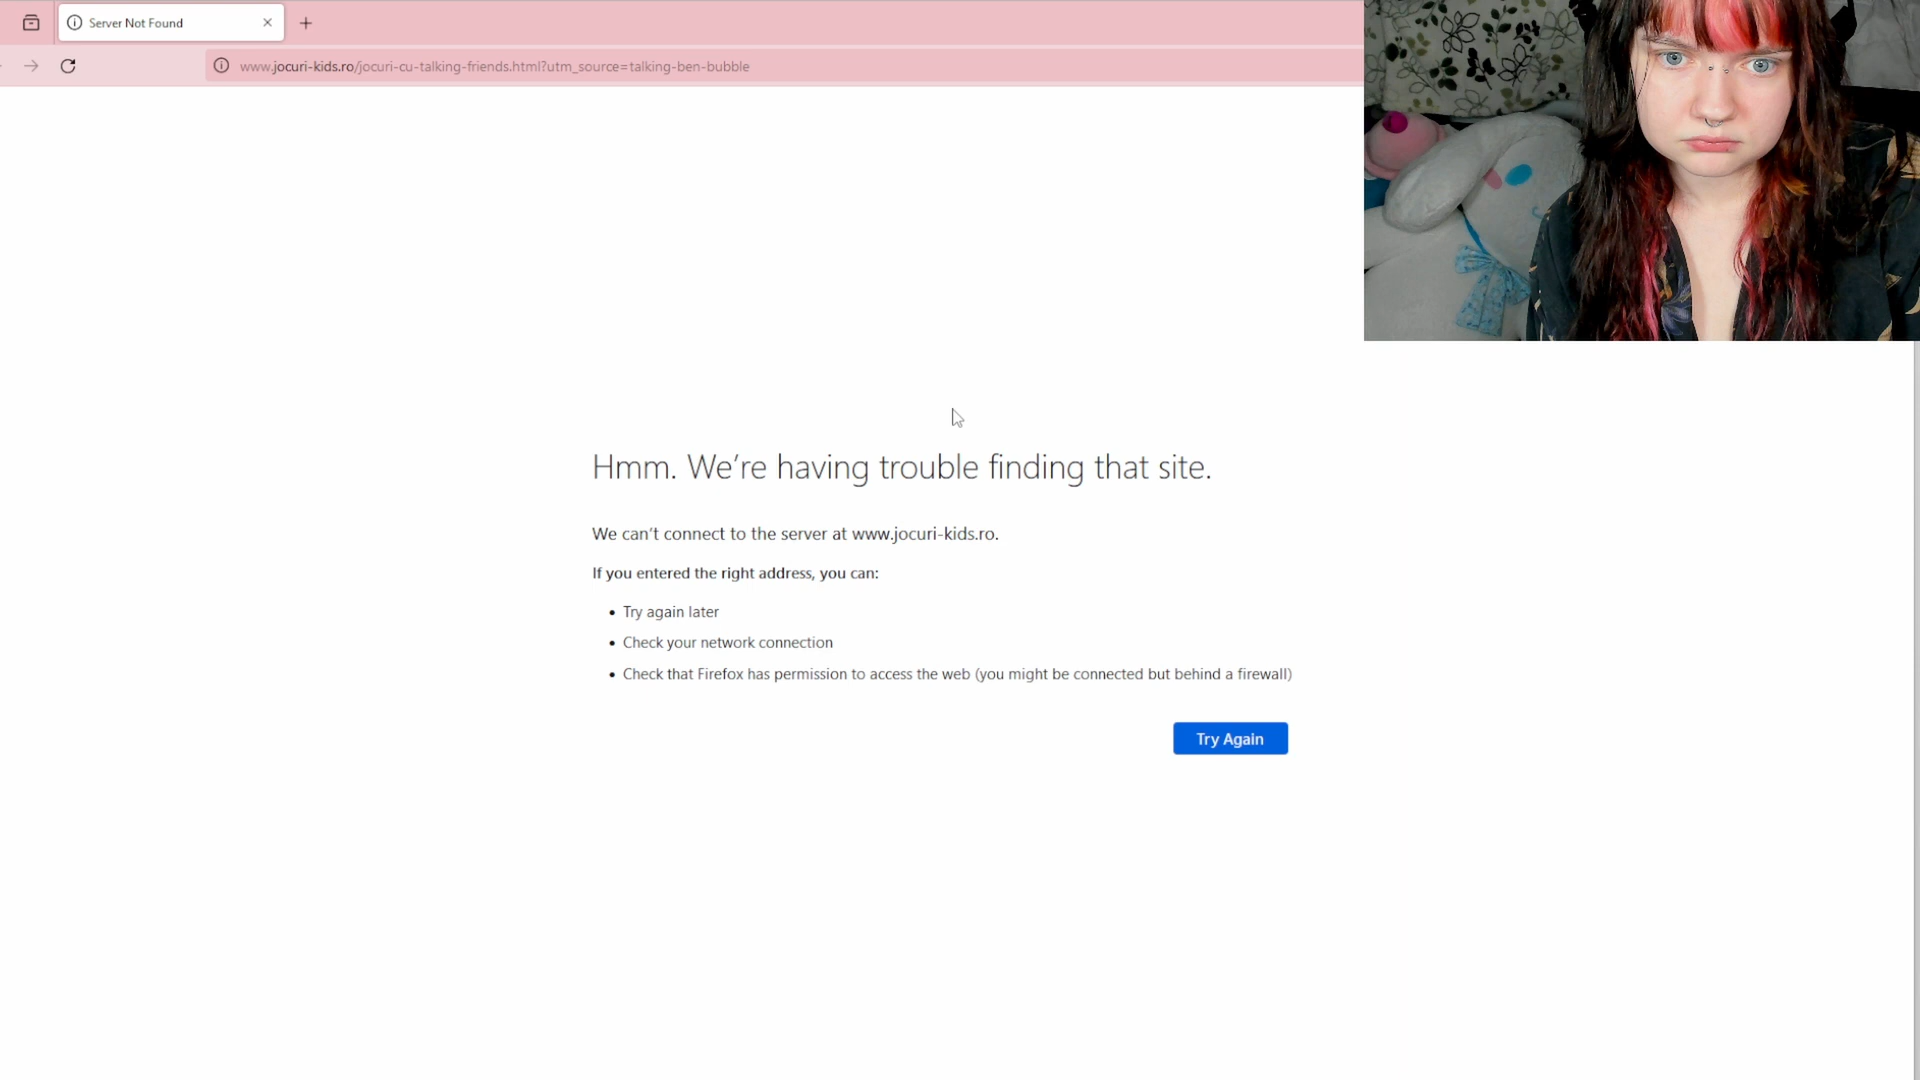 Server Not Found
www.jocuri-kids.ro/jocuri-cu-talking-friends.html?utm_source=talking-ben-bubble
Hmm. We’re having trouble finding that site.
We can’t connect to the server at www.jocuri-kids.ro.
If you entered the right address, you can:
• Try again later
• Check your network connection
• Check that Firefox has permission to access the web (you might be connected but behind a firewall)
Try Again